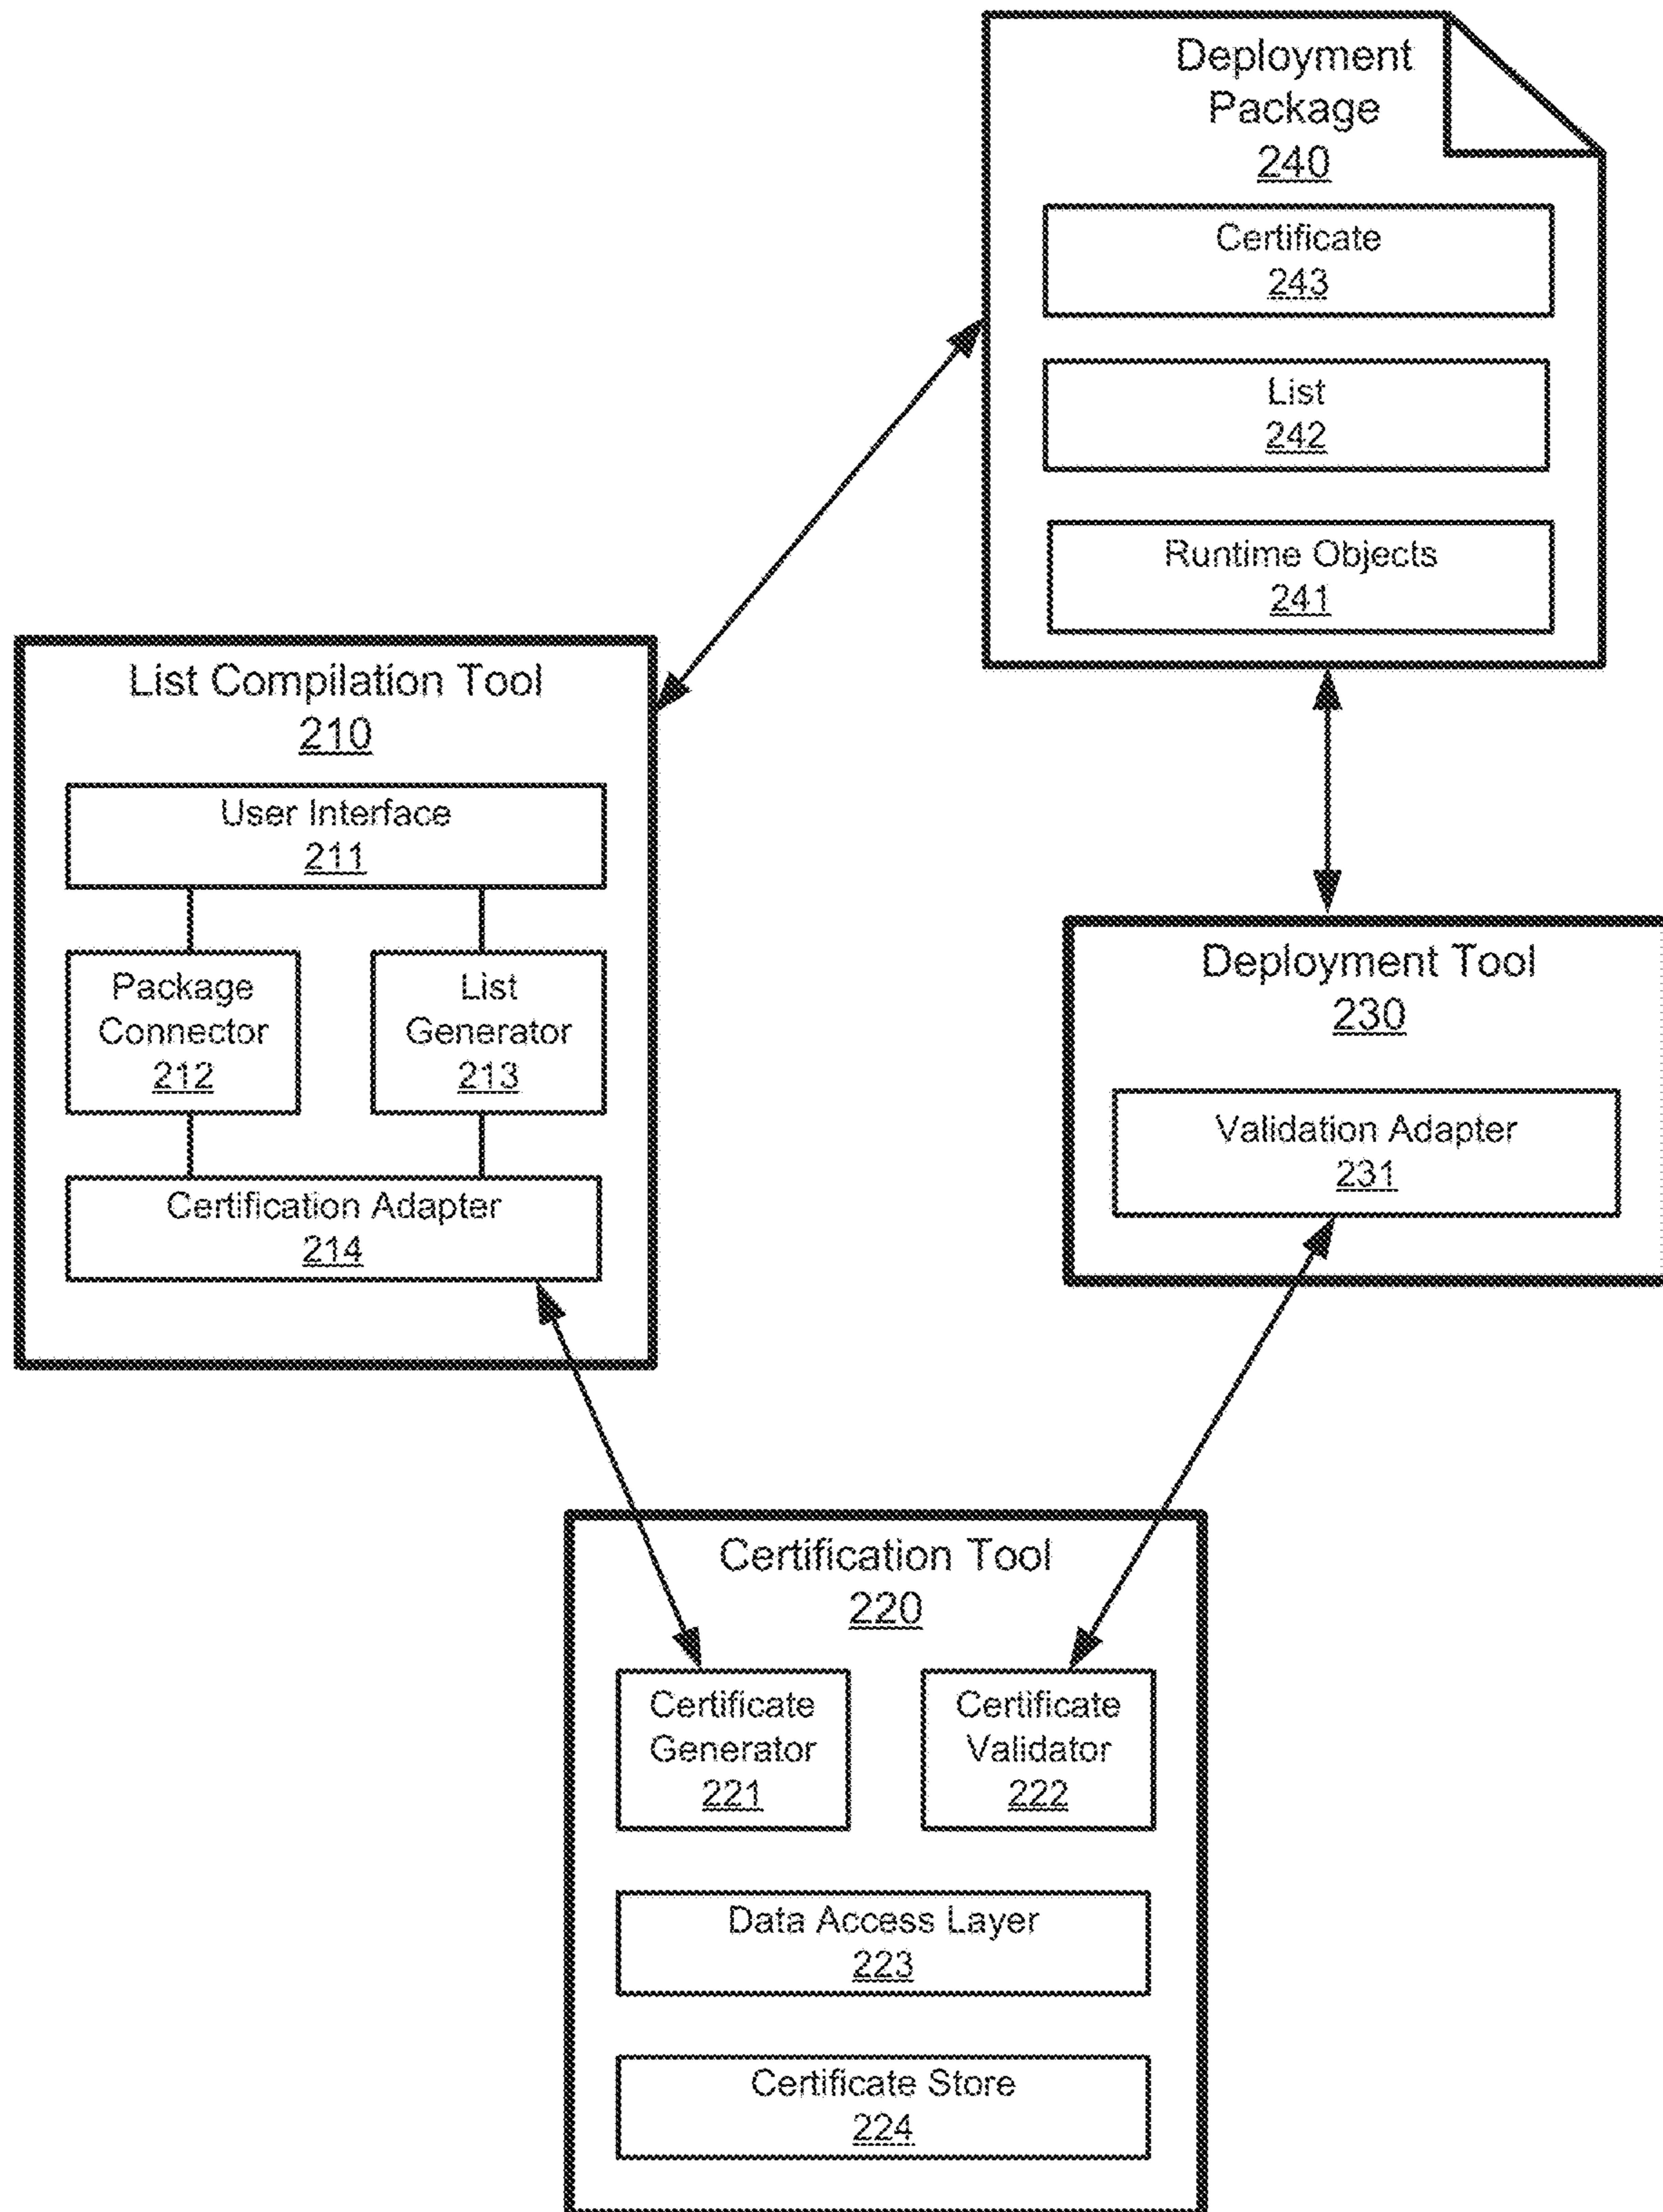 Deployment
Package
240
Certificate
243
List
242
Runtime Objects
241
List Compilation Tool
210
User Interface
211
Package
Connector
212
List
Generator
213
Certification Adapter
214
Deployment Tool
230
Validation Adapter
231
Certification Tool
220
Certificate
Generator
221
Certificate
Validator
222
Data Access Layer
223
Certificate Store
224